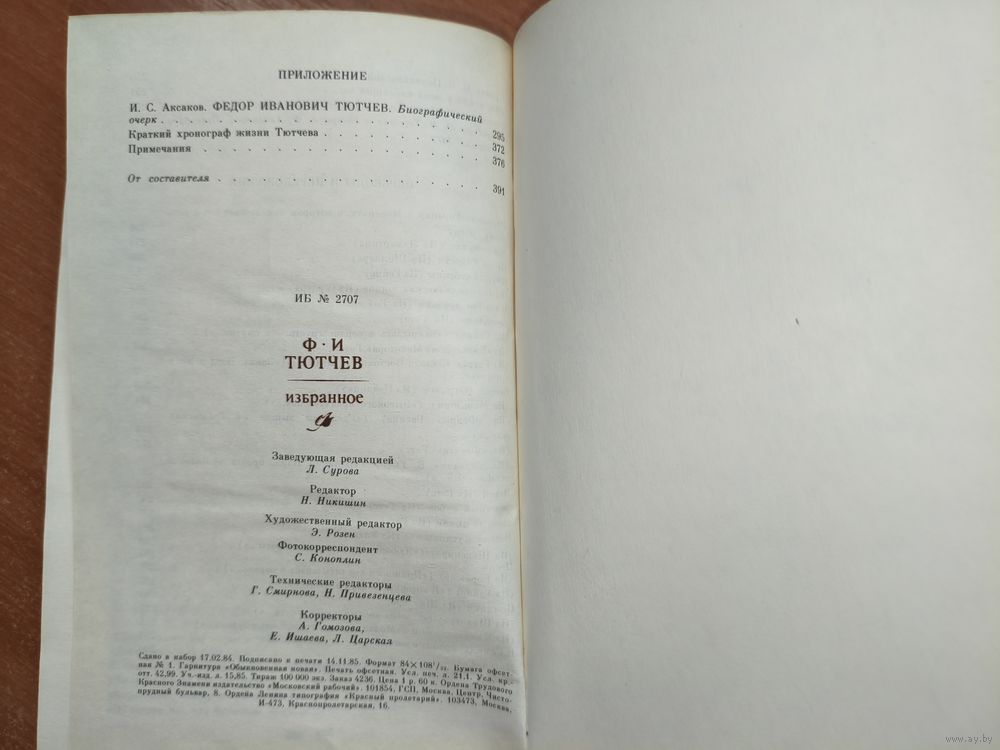 ПРИЛОЖЕНИЕ
И. С. Аксаков. ФЕДОР ИВАНОВИЧ ТЮТЧЕВ. Биографический
очерк . . . . . . . . . . . . . . . . . . 295
Краткий хронограф жизни Тютчева . . . . . . . . . . 372
Примечания . . . . . . . . . . . . . . . . 376
От составителя . . . . . . . . . . . . . . . 391
ИБ № 2707
Ф · И
ТЮТЧЕВ
избранное
Заведующая редакцией
Л. Сурова
Редактор
Н. Никишин
Художественный редактор
Э. Розен
Фотокорреспондент
С. Коноплин
Технические редакторы
Г. Смирнова, Н. Привезенцева
Корректоры
А. Гомозова,
Е. Ишаева, Л. Царская
Сдано в набор 17.02.84. Подписано к печати 14.11.85. Формат 84×108¹/₃₂. Бумага офсет-
ная № 1. Гарнитура «Обыкновенная новая». Печать офсетная. Усл. печ. л. 21,1. Усл. кр.-
отт. 42,99. Уч.-изд. л. 15,85. Тираж 100 000 экз. Заказ 4236. Цена 1 р. 60 к. Ордена Трудового
Красного Знамени издательство «Московский рабочий». 101854, ГСП, Москва, Центр, Чисто-
прудный бульвар, 8. Ордена Ленина типография «Красный пролетарий». 103473, Москва,
И-473, Краснопролетарская, 16.
www.ay.by